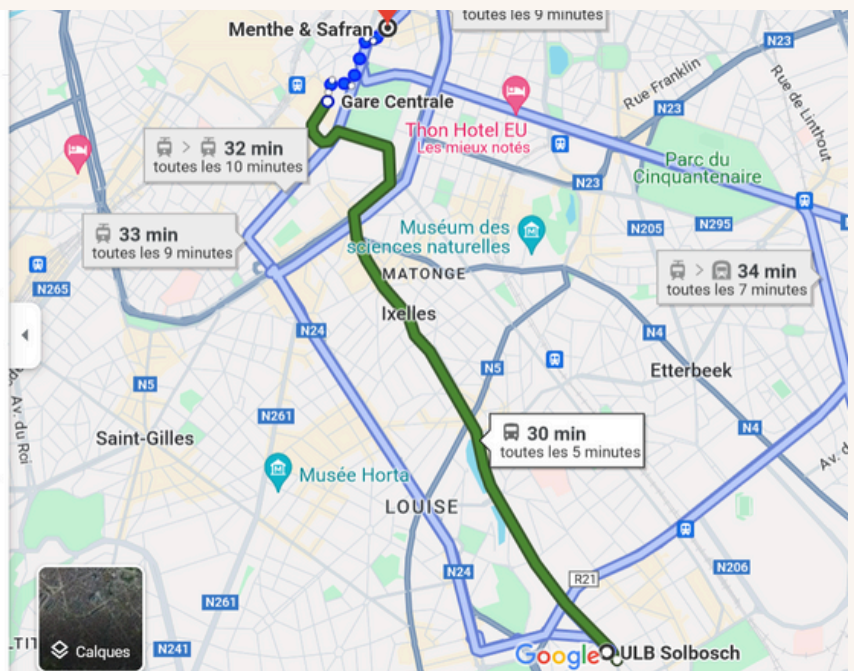 toutes les 9 minutes
Menthe & Safran
N23
Rue Franklin
Rue de Linthout
N23
Gare Centrale
Thon Hotel EU
Les mieux notés
32 min
toutes les 10 minutes
Parc du
Cinquantenaire
N23
33 min
toutes les 9 minutes
Muséum des
sciences naturelles
N205
N295
MATONGE
34 min
toutes les 7 minutes
N265
Ixelles
N24
N4
N5
N5
Etterbeek
Av. du Roi
N261
Saint-Gilles
30 min
toutes les 5 minutes
N4
Musée Horta
LOUISE
N24
R21
N206
N261
Calques
N241
Google
ULB Solbosch